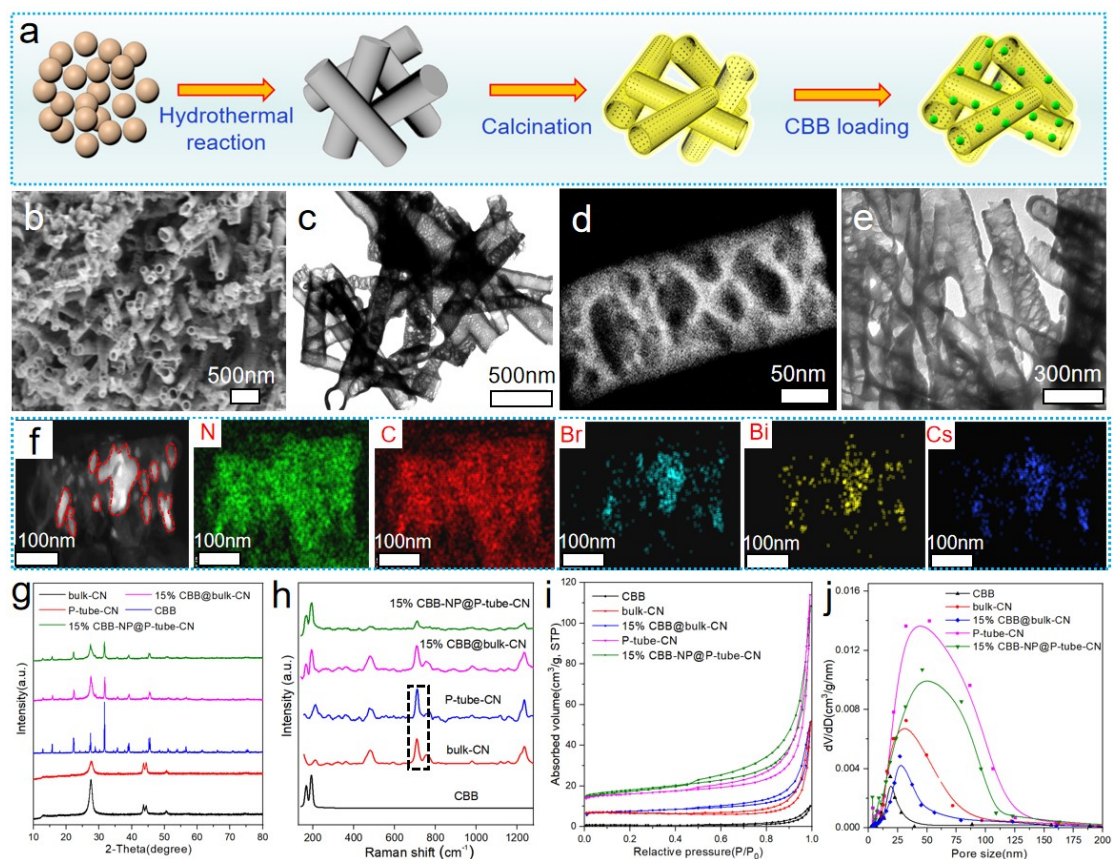 a
Hydrothermal
reaction
Calcination
CBB loading
b
500nm
c
500nm
d
50nm
e
300nm
f
100nm
N
100nm
C
100nm
Br
100nm
Bi
100nm
Cs
100nm
g
bulk-CN
15% CBB@bulk-CN
P-tube-CN
CBB
15% CBB-NP@P-tube-CN
Intensity(a.u.)
10 20 30 40 50 60 70 80
2-Theta(degree)
h
15% CBB-NP@P-tube-CN
15% CBB@bulk-CN
P-tube-CN
bulk-CN
CBB
Intensity(a.u.)
200 400 600 800 1000 1200
Raman shift (cm⁻¹)
i
CBB
bulk-CN
15% CBB@bulk-CN
P-tube-CN
15% CBB-NP@P-tube-CN
Absorbed volume(cm³/g, STP)
120
110
100
90
80
70
60
50
40
30
20
10
0
0.0 0.2 0.4 0.6 0.8 1.0
Relactive pressure(P/P₀)
j
CBB
bulk-CN
15% CBB@bulk-CN
P-tube-CN
15% CBB-NP@P-tube-CN
dV/dD(cm³/g/nm)
0.016
0.012
0.008
0.004
0.000
0 25 50 75 100 125 150 175 200
Pore size(nm)